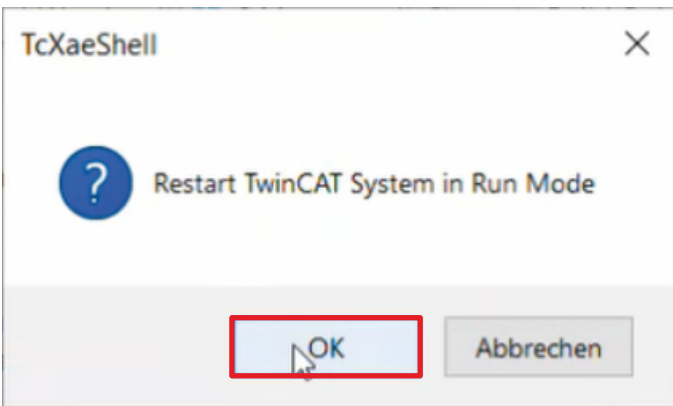 TcXaeShell
Restart TwinCAT System in Run Mode
OK
Abbrechen